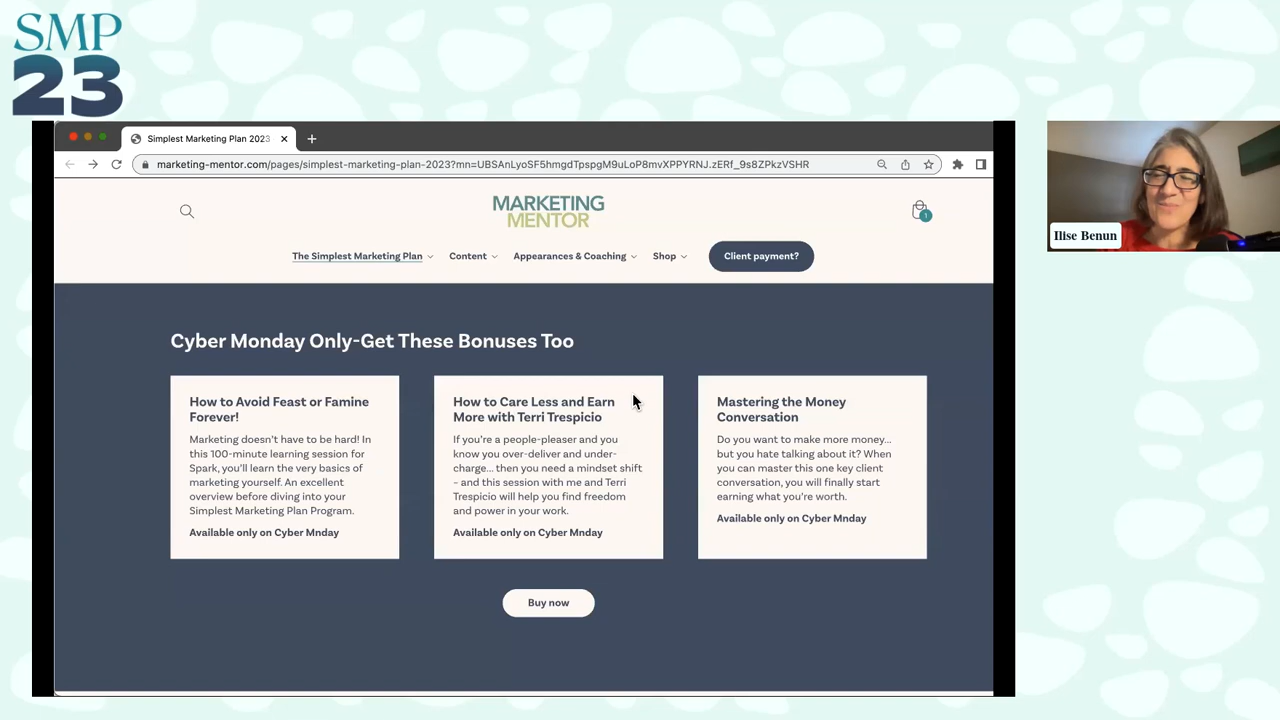 SMP
23
Simplest Marketing Plan 2023
marketing-mentor.com/pages/simplest-marketing-plan-2023?mn=UBSAnLyoSF5hmgdTpspgM9uLoP8mvXPPYRNJ.zERf_9s8ZPkzVSHR
MARKETING
MENTOR
1
The Simplest Marketing Plan
Content
Appearances & Coaching
Shop
Client payment?
Cyber Monday Only-Get These Bonuses Too
How to Avoid Feast or Famine
Forever!
Marketing doesn't have to be hard! In
this 100-minute learning session for
Spark, you'll learn the very basics of
marketing yourself. An excellent
overview before diving into your
Simplest Marketing Plan Program.
Available only on Cyber Mnday
How to Care Less and Earn
More with Terri Trespicio
If you're a people-pleaser and you
know you over-deliver and under-
charge... then you need a mindset shift
– and this session with me and Terri
Trespicio will help you find freedom
and power in your work.
Available only on Cyber Mnday
Mastering the Money
Conversation
Do you want to make more money...
but you hate talking about it? When
you can master this one key client
conversation, you will finally start
earning what you're worth.
Available only on Cyber Mnday
Buy now
Ilise Benun